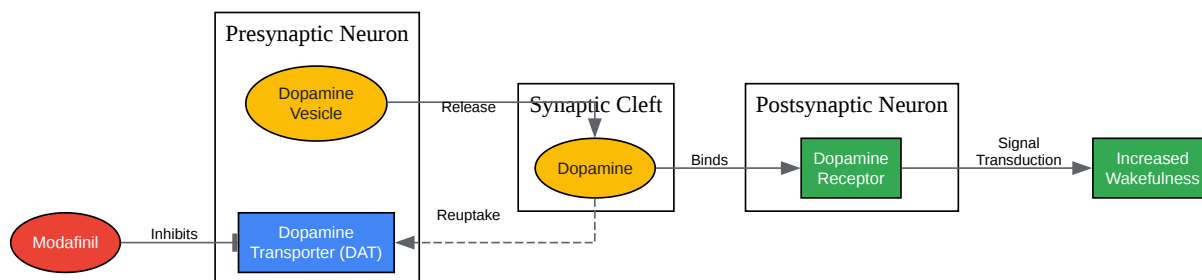 Presynaptic Neuron
Dopamine
Vesicle
Release
Synaptic Cleft
Dopamine
Binds
Postsynaptic Neuron
Dopamine
Receptor
Signal
Transduction
Increased
Wakefulness
Modafinil
Inhibits
Dopamine
Transporter (DAT)
Reuptake